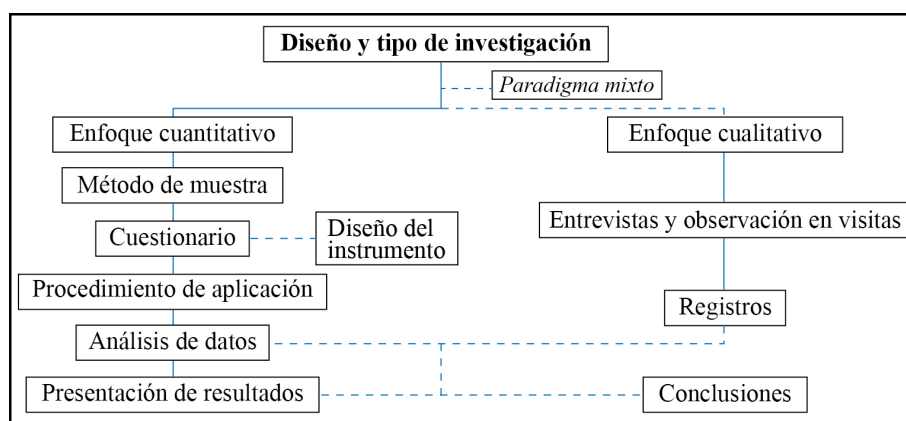 Diseño y tipo de investigación
Paradigma mixto
Enfoque cuantitativo
Enfoque cualitativo
Método de muestra
Entrevistas y observación en visitas
Cuestionario
Diseño del
instrumento
Procedimiento de aplicación
Registros
Análisis de datos
Presentación de resultados
Conclusiones